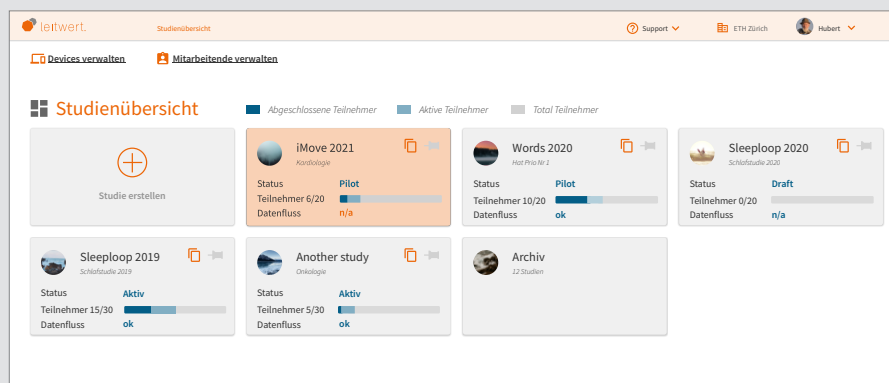 leitwert.
Studienübersicht
Support
ETH Zürich
Hubert
Devices verwalten
Mitarbeitende verwalten
Studienübersicht
Abgeschlossene Teilnehmer
Aktive Teilnehmer
Total Teilnehmer
Studie erstellen
iMove 2021
Kardiologie
Status Pilot
Teilnehmer 6/20
Datenfluss n/a
Words 2020
Hat Prio Nr 1
Status Pilot
Teilnehmer 10/20
Datenfluss ok
Sleeploop 2020
Schlafstudie 2020
Status Draft
Teilnehmer 0/20
Datenfluss n/a
Sleeploop 2019
Schlafstudie 2019
Status Aktiv
Teilnehmer 15/30
Datenfluss ok
Another study
Onkologie
Status Aktiv
Teilnehmer 5/30
Datenfluss ok
Archiv
12 Studien